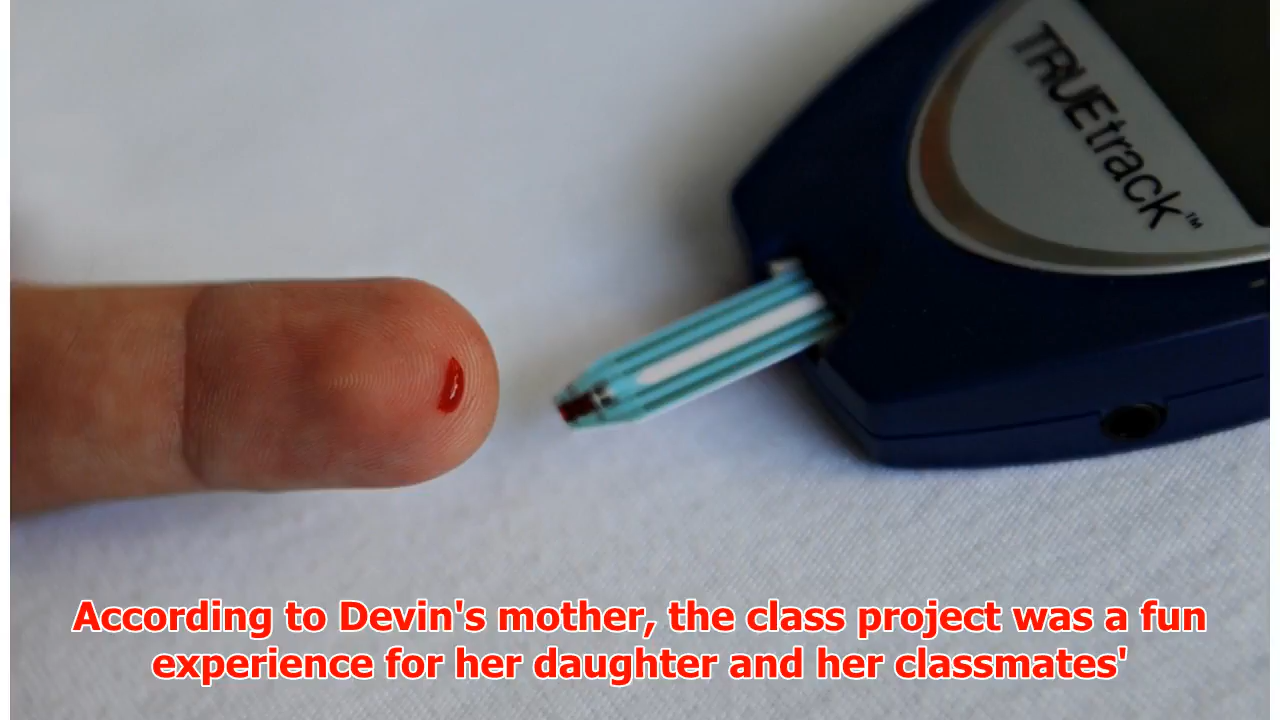 TRUEtrack™
According to Devin's mother, the class project was a fun
experience for her daughter and her classmates'